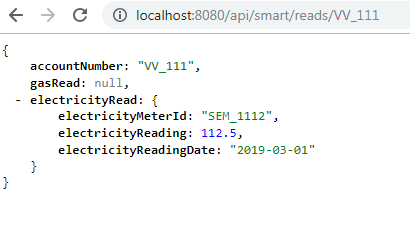 localhost:8080/api/smart/reads/VV_111
{
accountNumber: "VV_111",
gasRead: null,
- electricityRead: {
electricityMeterId: "SEM_1112",
electricityReading: 112.5,
electricityReadingDate: "2019-03-01"
}
}